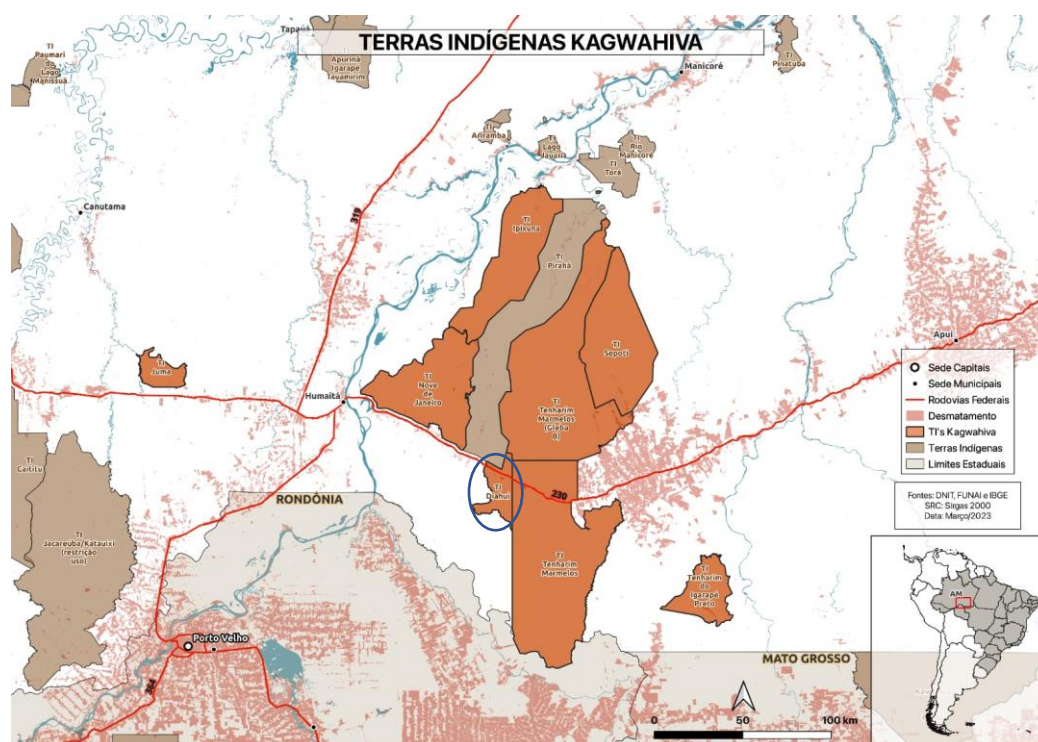 TERRAS INDÍGENAS KAGWAHIVA
Tapauá
TI
Paumari
do
Lago
Manissuã
TI
Apurinã
Igarapé
Tauamirim
Manicoré
TI
Pinatuba
TI
Ariramba
TI
Lago
Jauari
TI
Rio
Manicoré
TI
Torá
Canutama
319
TI
Ipixuna
TI
Pirahã
TI
Sepoti
Apuí
TI
Juma
Humaitá
TI
Nove
de
Janeiro
TI
Tenharim
Marmelos
(Gleba
B)
TI
Caititu
TI
Diahui
230
RONDÔNIA
TI
Jacareuba/Katauixi
(restrição
uso)
TI
Tenharim
Marmelos
TI
Tenharim do
Igarapé
Preto
Porto Velho
364
MATO GROSSO
0 50 100 km
Sede Capitais
Sede Municipais
Rodovias Federais
Desmatamento
TI's Kagwahiva
Terras Indígenas
Limites Estaduais
Fontes: DNIT, FUNAI e IBGE
SRC: Sirgas 2000
Data: Março/2023
AM